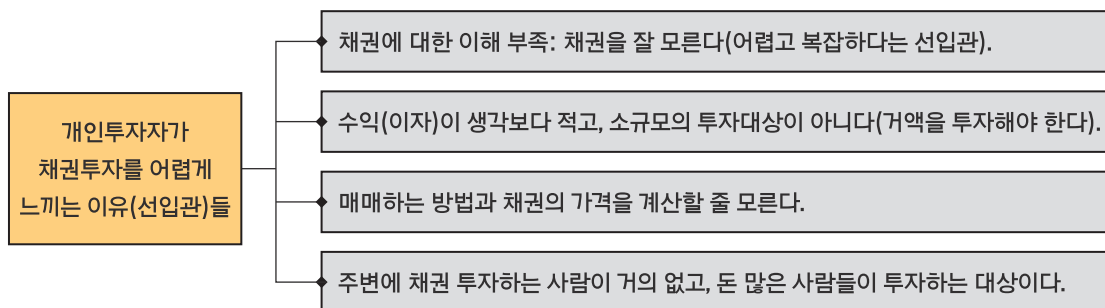 채권에 대한 이해 부족: 채권을 잘 모른다(어렵고 복잡하다는 선입관).
수익(이자)이 생각보다 적고, 소규모의 투자대상이 아니다(거액을 투자해야 한다).
개인투자자가
채권투자를 어렵게
느끼는 이유(선입관)들
매매하는 방법과 채권의 가격을 계산할 줄 모른다.
주변에 채권 투자하는 사람이 거의 없고, 돈 많은 사람들이 투자하는 대상이다.